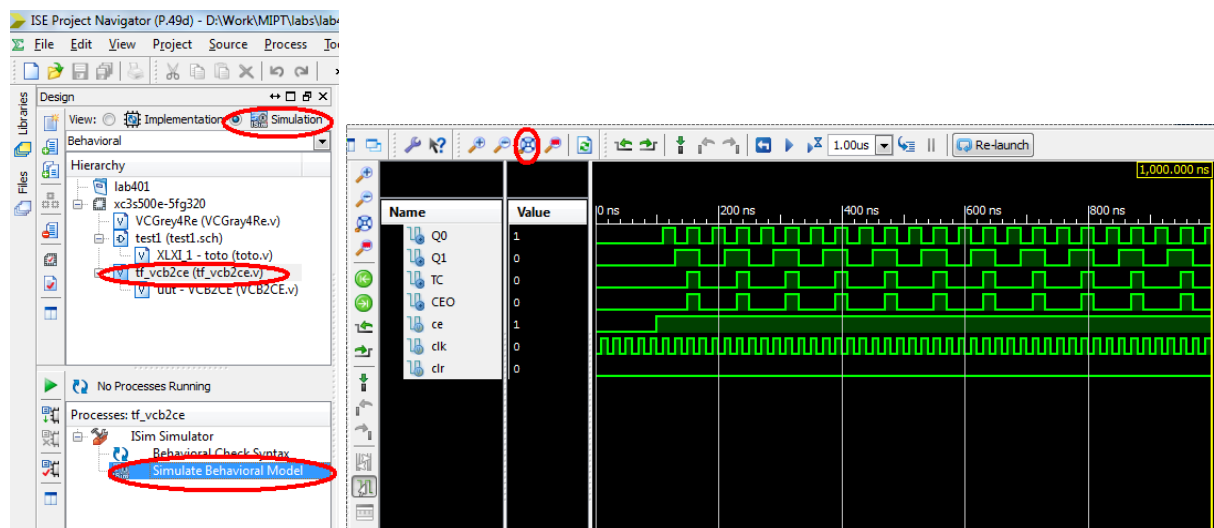 ISE Project Navigator (P.49d) - D:\Work\MIPT\labs\lab4
File Edit View Project Source Process To
Design
View: Implementation Simulation
Behavioral
Hierarchy
lab401
xc3s500e-5fg320
VCGrey4Re (VCGray4Re.v)
test1 (test1.sch)
XLXI_1 - toto (toto.v)
tf_vcb2ce (tf_vcb2ce.v)
uut - VCB2CE (VCB2CE.v)
Libraries
Files
No Processes Running
Processes: tf_vcb2ce
ISim Simulator
Behavioral Check Syntax
Simulate Behavioral Model
1.00us Re-launch
1,000.000 ns
Name Value 0 ns 200 ns 400 ns 600 ns 800 ns
Q0 1
Q1 0
TC 0
CEO 0
ce 1
clk 0
clr 0